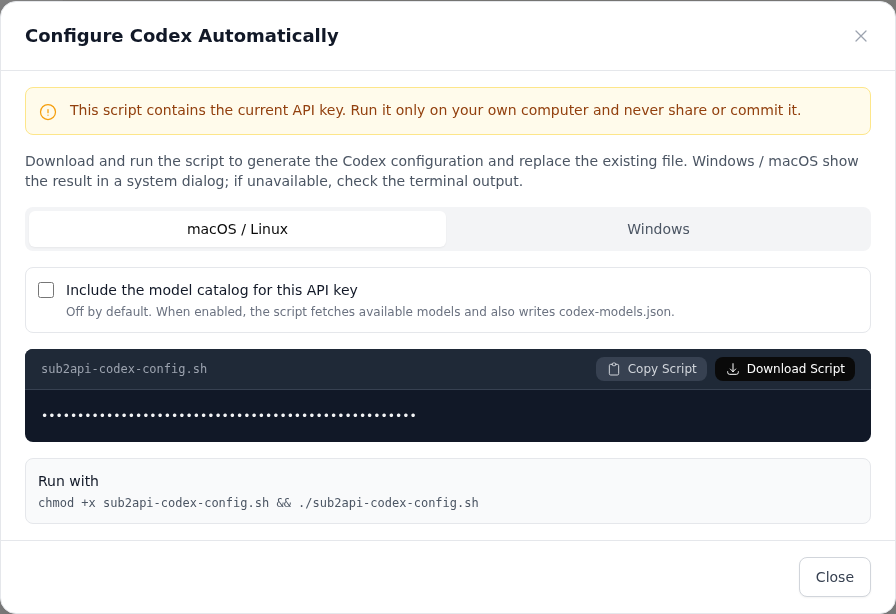 Configure Codex Automatically
This script contains the current API key. Run it only on your own computer and never share or commit it.
Download and run the script to generate the Codex configuration and replace the existing file. Windows / macOS show
the result in a system dialog; if unavailable, check the terminal output.
macOS / Linux
Windows
Include the model catalog for this API key
Off by default. When enabled, the script fetches available models and also writes codex-models.json.
sub2api-codex-config.sh
Copy Script
Download Script
••••••••••••••••••••••••••••••••••••••••••••••••••••
Run with
chmod +x sub2api-codex-config.sh && ./sub2api-codex-config.sh
Close